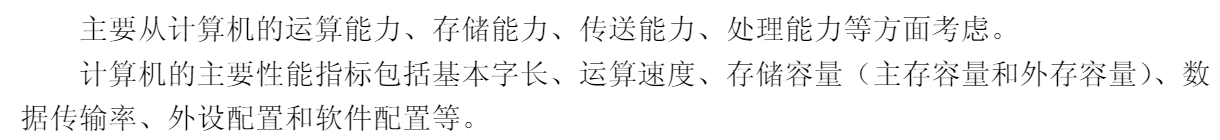 主要从计算机的运算能力、存储能力、传送能力、处理能力等方面考虑。
计算机的主要性能指标包括基本字长、运算速度、存储容量（主存容量和外存容量）、数
据传输率、外设配置和软件配置等。